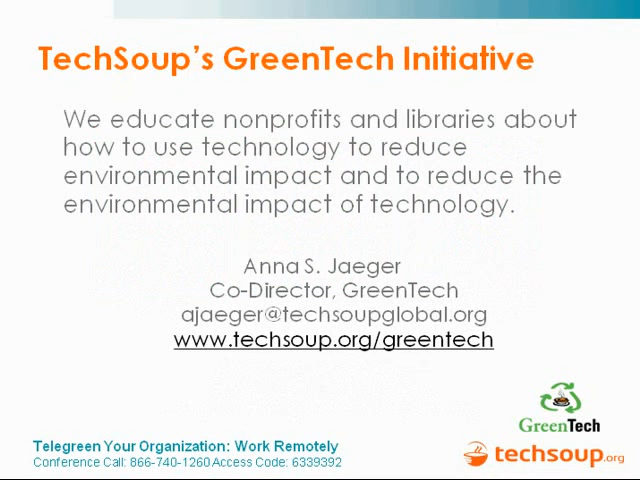 TechSoup’s GreenTech Initiative
We educate nonprofits and libraries about
how to use technology to reduce
environmental impact and to reduce the
environmental impact of technology.
Anna S. Jaeger
Co-Director, GreenTech
ajaeger@techsoupglobal.org
www.techsoup.org/greentech
GreenTech
Telegreen Your Organization: Work Remotely
Conference Call: 866-740-1260 Access Code: 6339392
techsoup.org